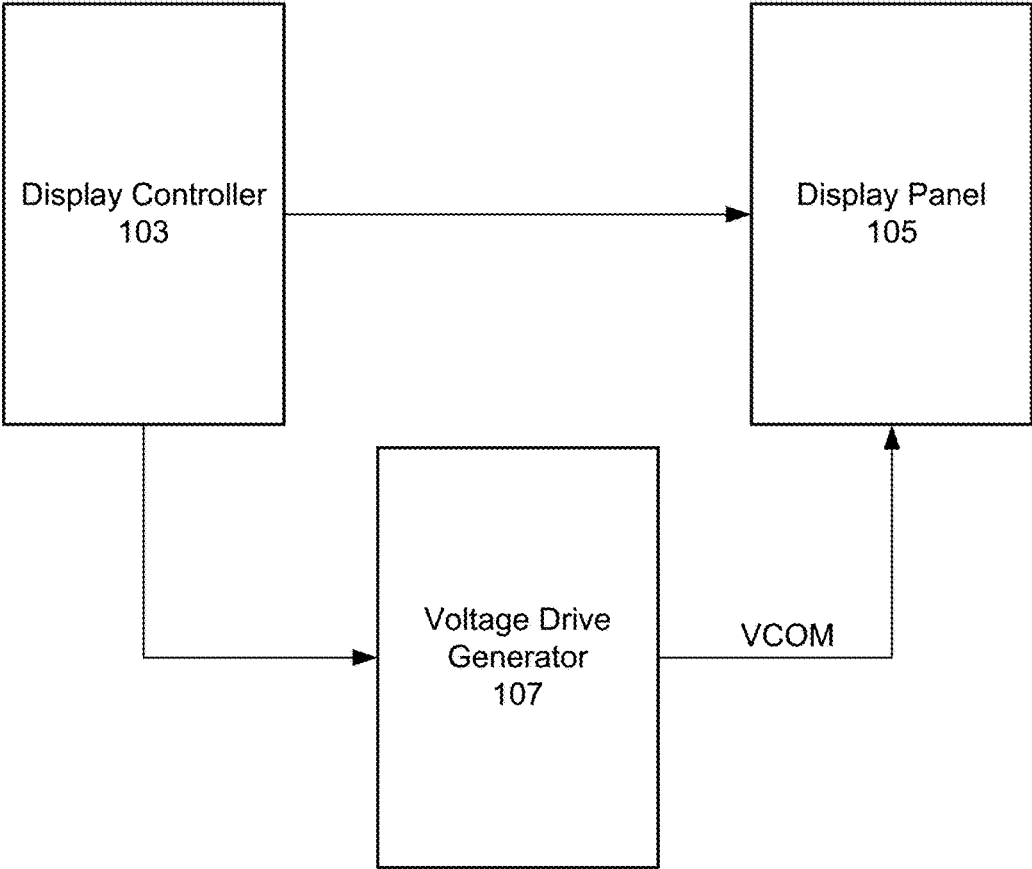 Display Controller
103
Display Panel
105
Voltage Drive
Generator
107
VCOM